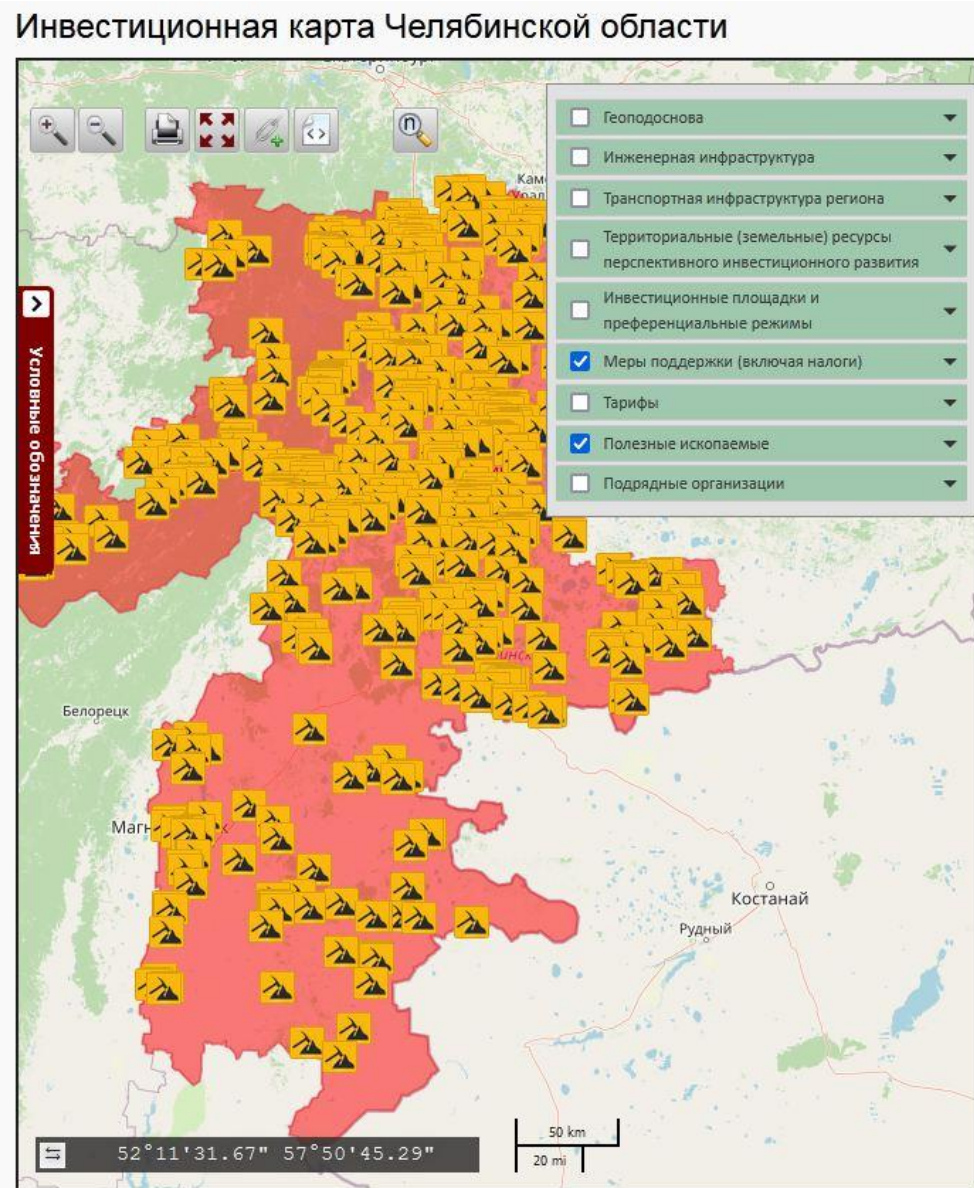 Инвестиционная карта Челябинской области
Геоподоснова
Инженерная инфраструктура
Кам
Транспортная инфраструктура региона
Территориальные (земельные) ресурсы
перспективного инвестиционного развития
Инвестиционные площадки и
преференциальные режимы
Меры поддержки (включая налоги)
Тарифы
Полезные ископаемые
Подрядные организации
Условные обозначения
Белорецк
Костанай
Рудный
50 km
20 mi
52°11'31.67" 57°50'45.29"